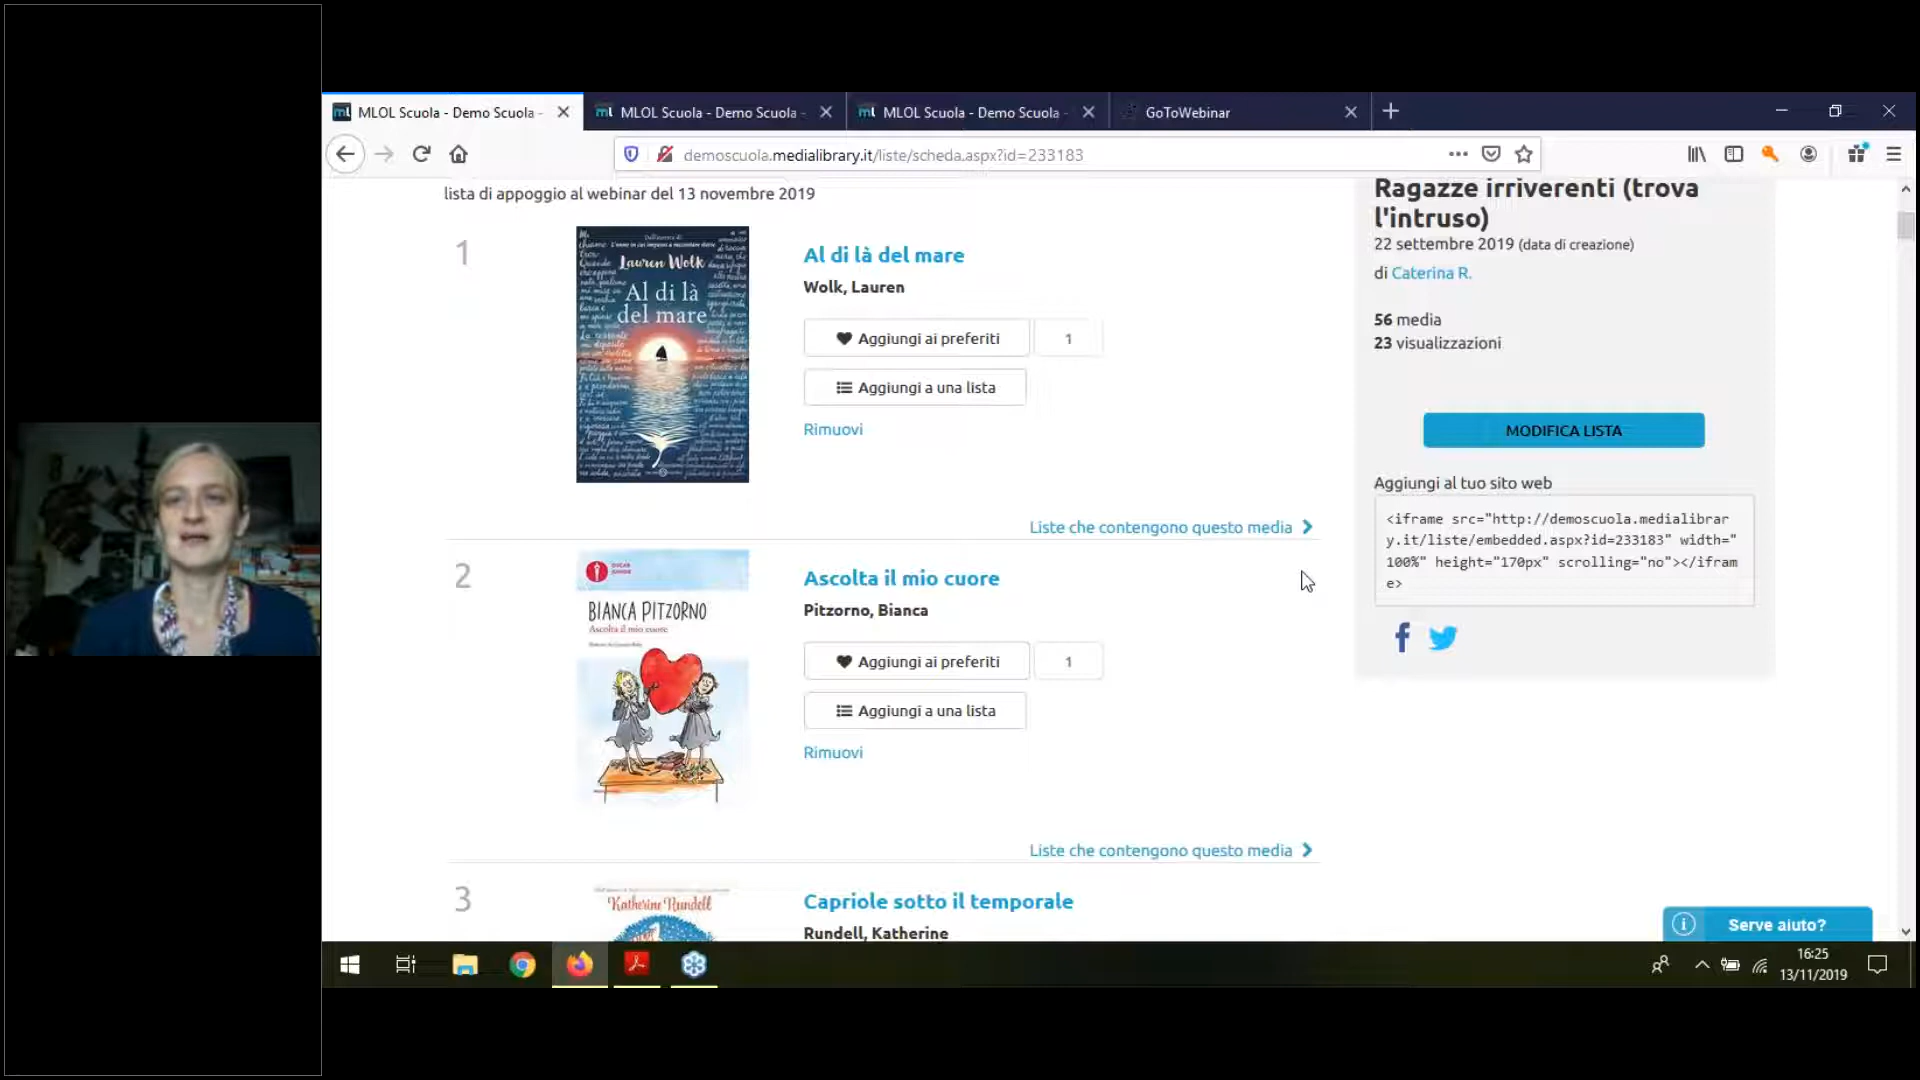 MLOL Scuola - Demo Scuola -
MLOL Scuola - Demo Scuola -
MLOL Scuola - Demo Scuola -
GoToWebinar
demoscuola.medialibrary.it/liste/scheda.aspx?id=233183
lista di appoggio al webinar del 13 novembre 2019
1
Lauren Wolk
Al di là
del mare
Al di là del mare
Wolk, Lauren
Aggiungi ai preferiti
1
Aggiungi a una lista
Rimuovi
Liste che contengono questo media
2
BIANCA PITZORNO
Ascolta il mio cuore
Ascolta il mio cuore
Pitzorno, Bianca
Aggiungi ai preferiti
1
Aggiungi a una lista
Rimuovi
Liste che contengono questo media
3
Katherine Rundell
Capriole sotto il temporale
Rundell, Katherine
Ragazze irriverenti (trova
l'intruso)
22 settembre 2019 (data di creazione)
di Caterina R.
56 media
23 visualizzazioni
MODIFICA LISTA
Aggiungi al tuo sito web
<iframe src="http://demoscuola.medialibrar
y.it/liste/embedded.aspx?id=233183" width="
100%" height="170px" scrolling="no"></ifram
e>
Serve aiuto?
16:25
13/11/2019